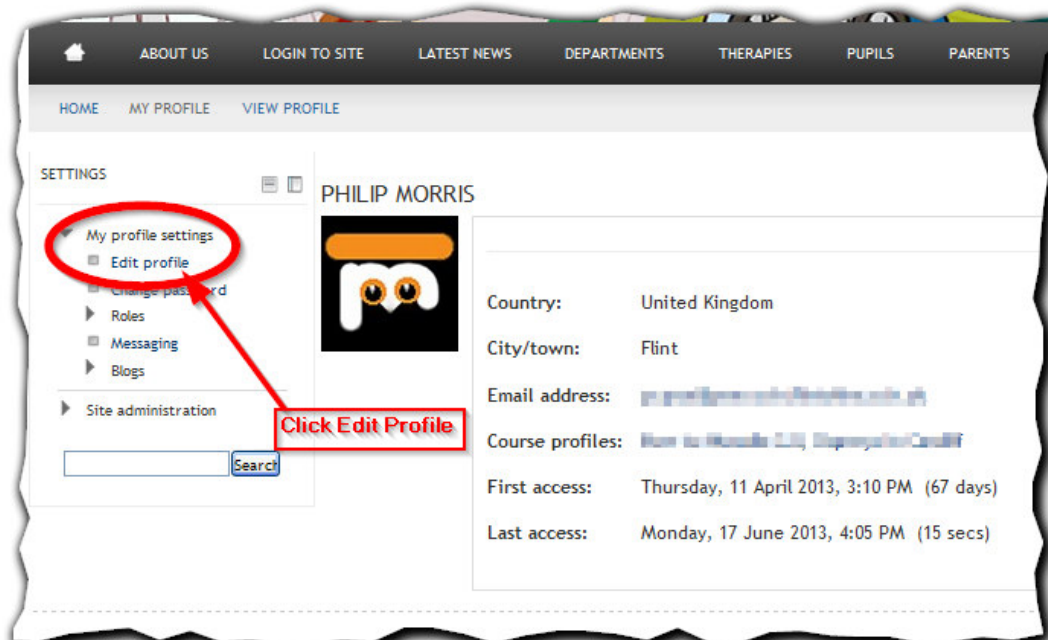 ABOUT US LOGIN TO SITE LATEST NEWS DEPARTMENTS THERAPIES PUPILS PARENTS
HOME MY PROFILE VIEW PROFILE
SETTINGS
My profile settings
Edit profile
Change password
Roles
Messaging
Blogs
Site administration
Search
Click Edit Profile
PHILIP MORRIS
Country: United Kingdom
City/town: Flint
Email address:
Course profiles:
First access: Thursday, 11 April 2013, 3:10 PM (67 days)
Last access: Monday, 17 June 2013, 4:05 PM (15 secs)